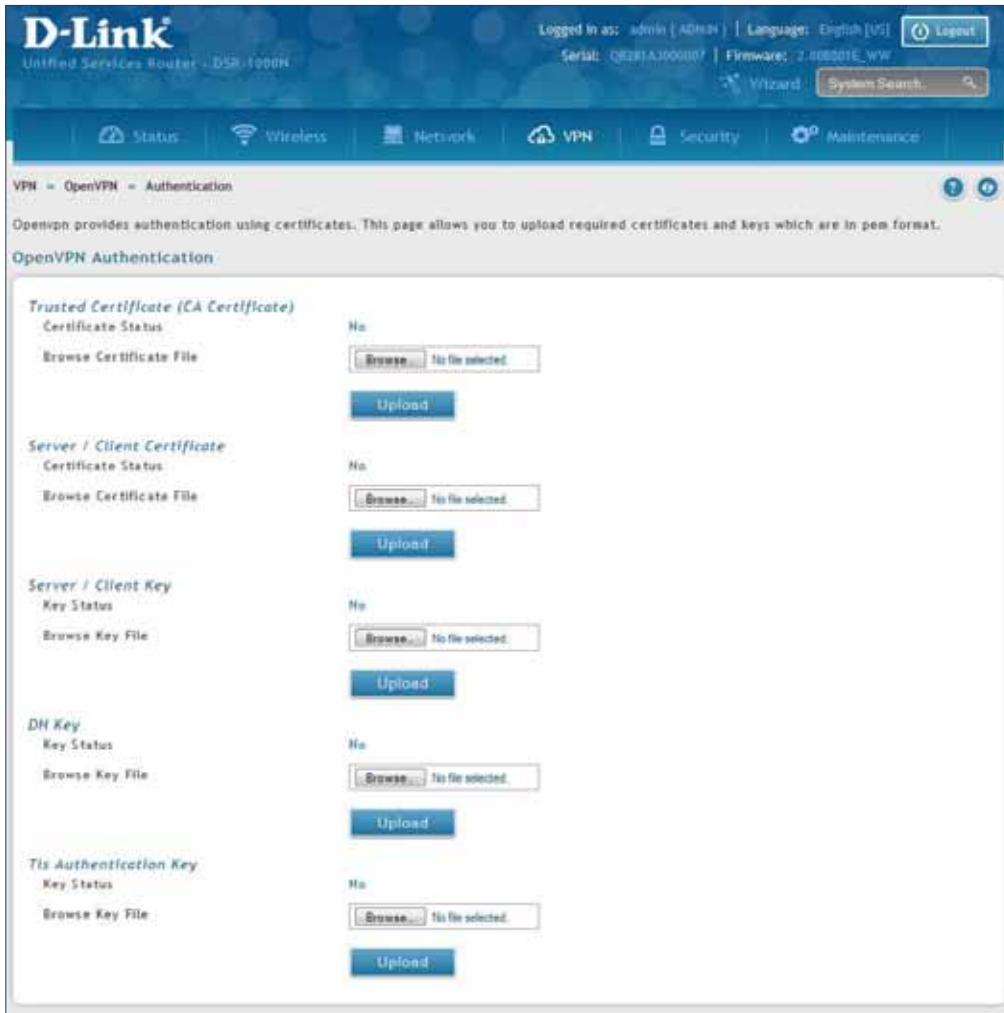 D-Link
Unified Services Router - DSR-1000N
Logged in as: admin ( ADMIN ) | Language: English [US]
Logout
Serial: | Firmware:
Wizard
System Search..
Status
Wireless
Network
VPN
Security
Maintenance
VPN » OpenVPN » Authentication
Openvpn provides authentication using certificates. This page allows you to upload required certificates and keys which are in pem format.
OpenVPN Authentication
Trusted Certificate (CA Certificate)
Certificate Status No
Browse Certificate File Browse... No file selected.
Upload
Server / Client Certificate
Certificate Status No
Browse Certificate File Browse... No file selected.
Upload
Server / Client Key
Key Status No
Browse Key File Browse... No file selected.
Upload
DH Key
Key Status No
Browse Key File Browse... No file selected.
Upload
Tls Authentication Key
Key Status No
Browse Key File Browse... No file selected.
Upload